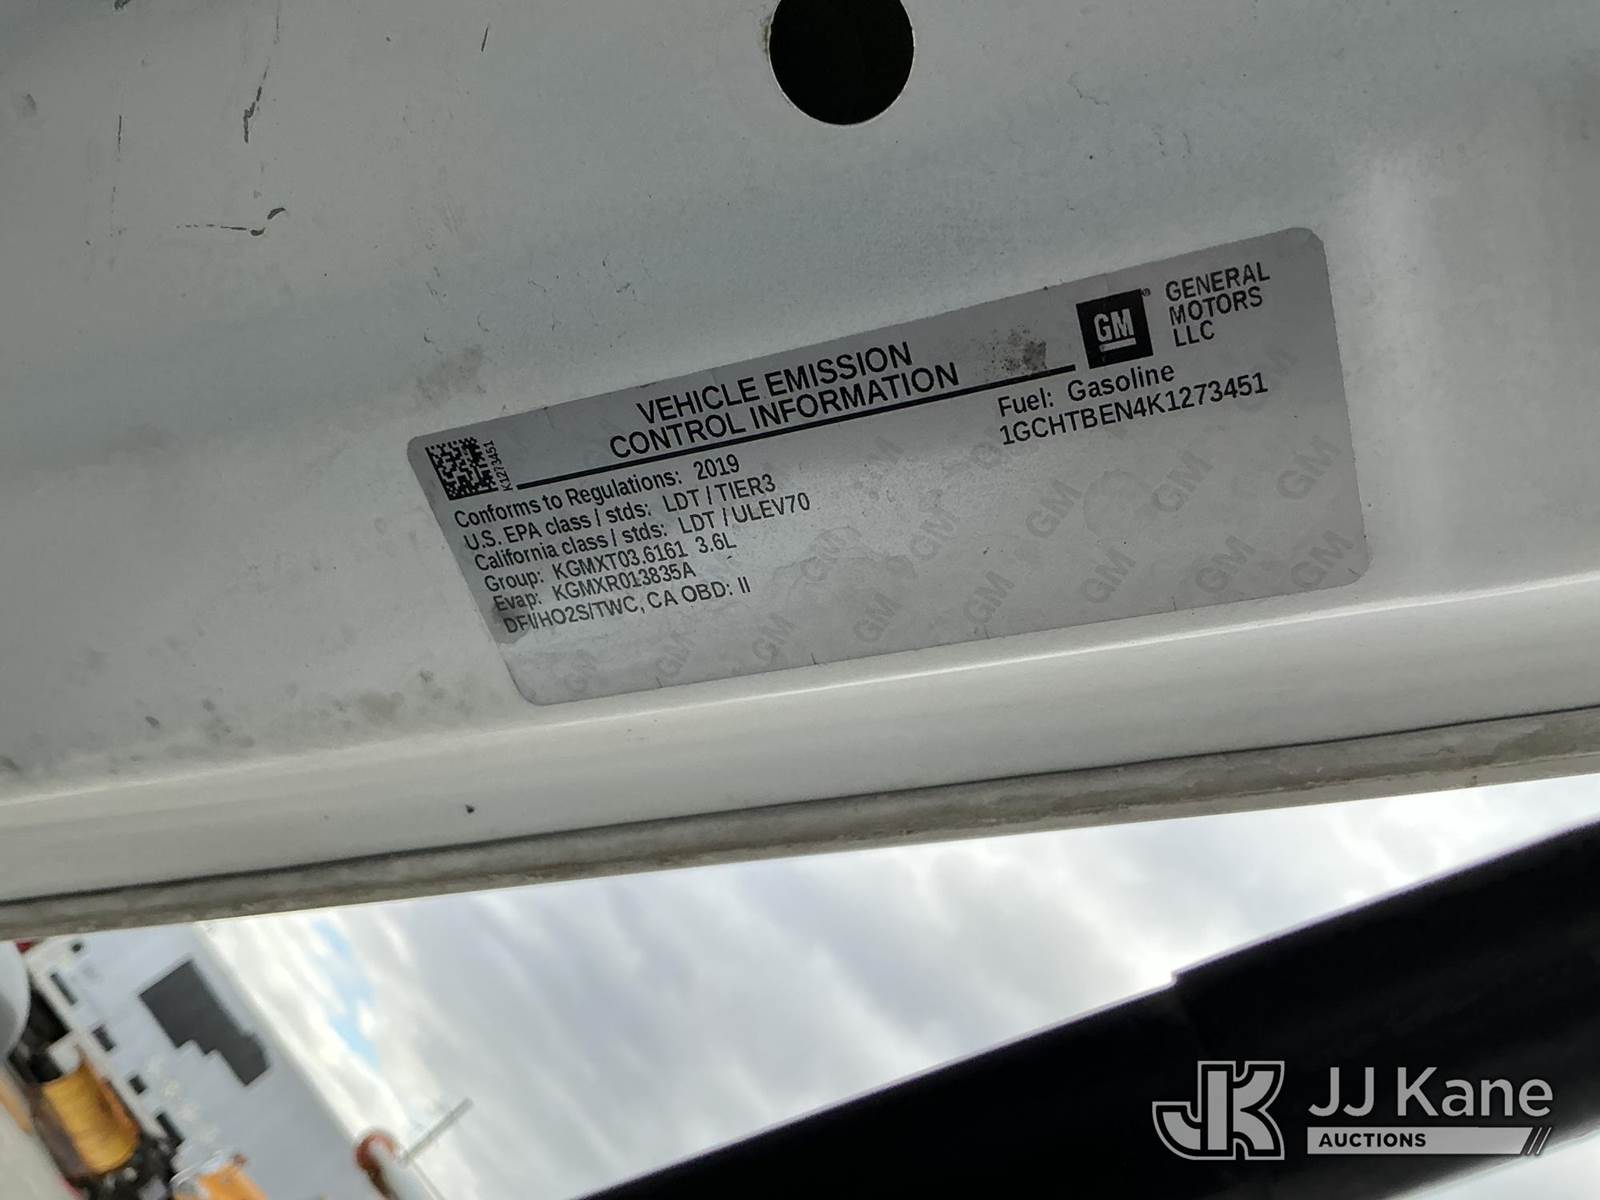 GM
GENERAL
MOTORS
LLC
VEHICLE EMISSION
CONTROL INFORMATION
Fuel: Gasoline
1GCHTBEN4K1273451
K1273451
Conforms to Regulations: 2019
U.S. EPA class / stds: LDT / TIER3
California class / stds: LDT / ULEV70
Group: KGMXT03.6161 3.6L
Evap: KGMXR013835A
DFI/HO2S/TWC, CA OBD: II
JK JJ Kane
AUCTIONS